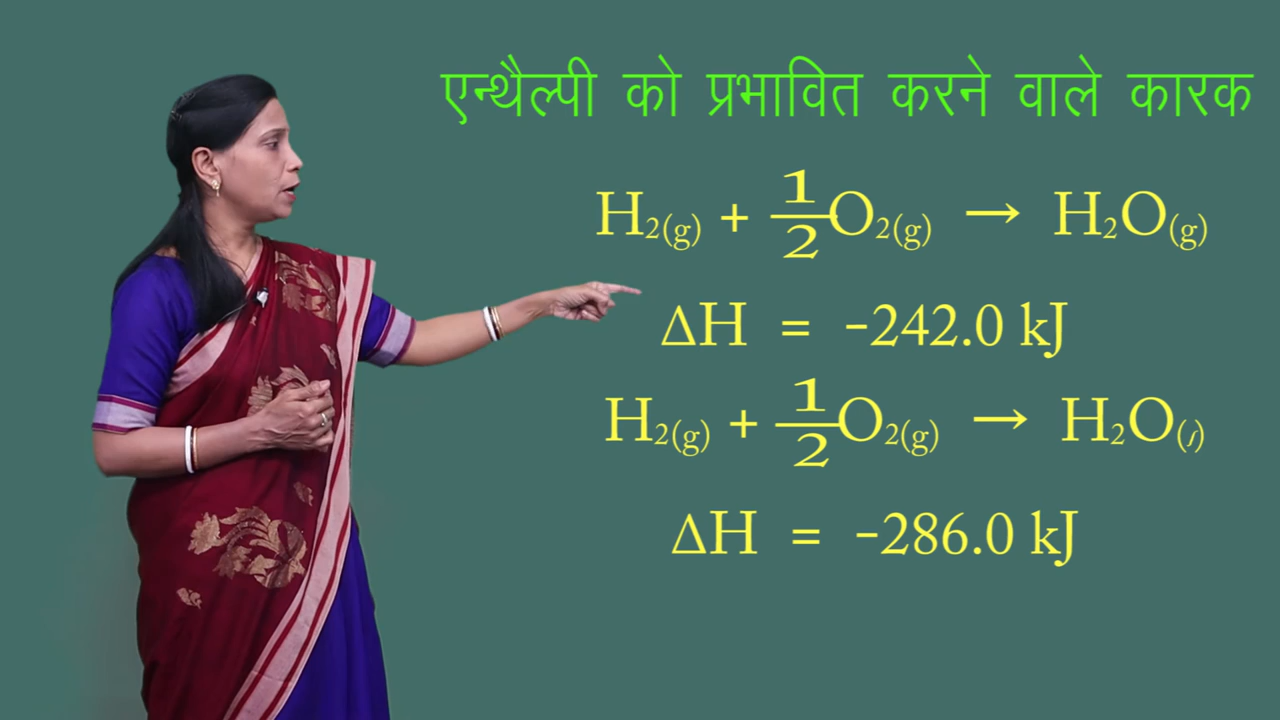 एन्थैल्पी को प्रभावित करने वाले कारक
H₂(g) + 1/2 O₂(g) → H₂O(g)
ΔH = -242.0 kJ
H₂(g) + 1/2 O₂(g) → H₂O(l)
ΔH = -286.0 kJ